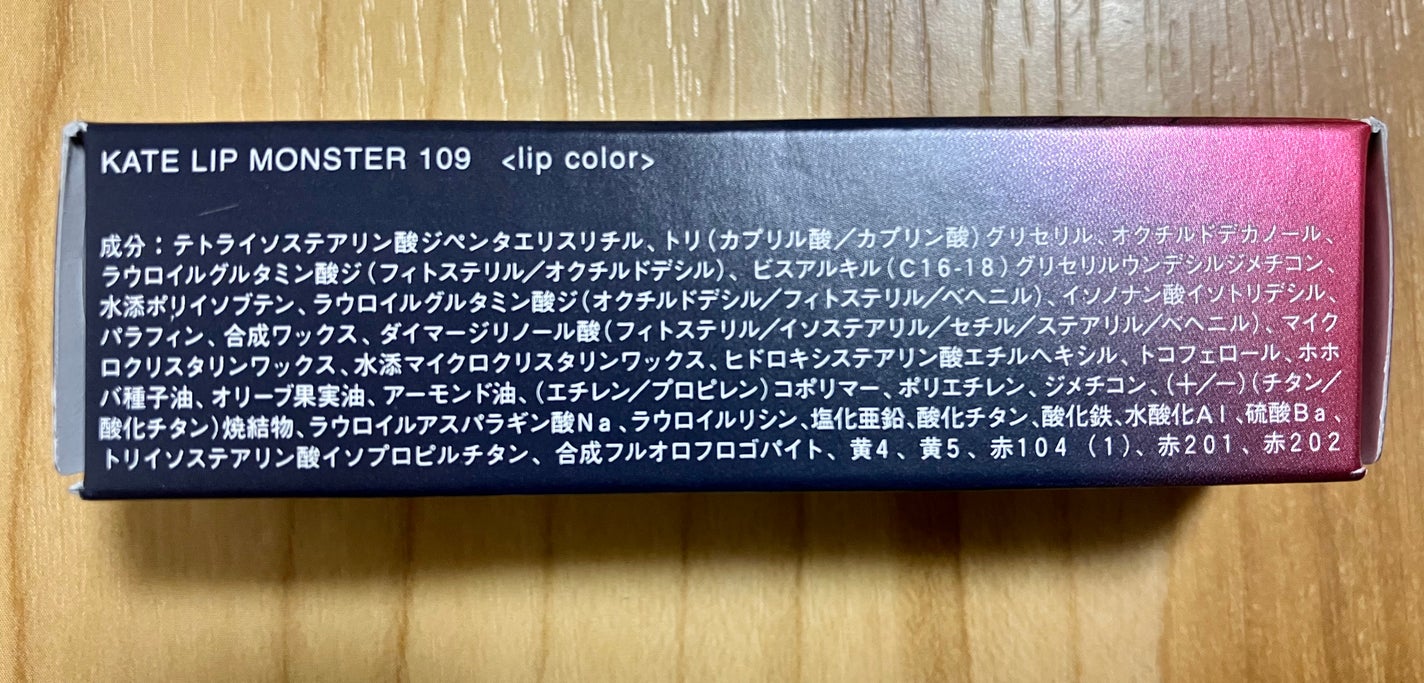 KATE LIP MONSTER 109 <lip color>
成分：テトライソステアリン酸ジペンタエリスリチル、トリ（カプリル酸／カプリン酸）グリセリル、オクチルドデカノール、
ラウロイルグルタミン酸ジ（フィトステリル／オクチルドデシル）、ビスアルキル（C16-18）グリセリルウンデシルジメチコン、
水添ポリイソブテン、ラウロイルグルタミン酸ジ（オクチルドデシル／フィトステリル／ベヘニル）、イソノナン酸イソトリデシル、
パラフィン、合成ワックス、ダイマージリノール酸（フィトステリル／イソステアリル／セチル／ステアリル／ベヘニル）、マイク
ロクリスタリンワックス、水添マイクロクリスタリンワックス、ヒドロキシステアリン酸エチルヘキシル、トコフェロール、ホホ
バ種子油、オリーブ果実油、アーモンド油、（エチレン／プロピレン）コポリマー、ポリエチレン、ジメチコン、（＋／−）（チタン／
酸化チタン）焼結物、ラウロイルアスパラギン酸Na、ラウロイルリシン、塩化亜鉛、酸化チタン、酸化鉄、水酸化Al、硫酸Ba、
トリイソステアリン酸イソプロピルチタン、合成フルオロフロゴパイト、黄4、黄5、赤104（1）、赤201、赤202